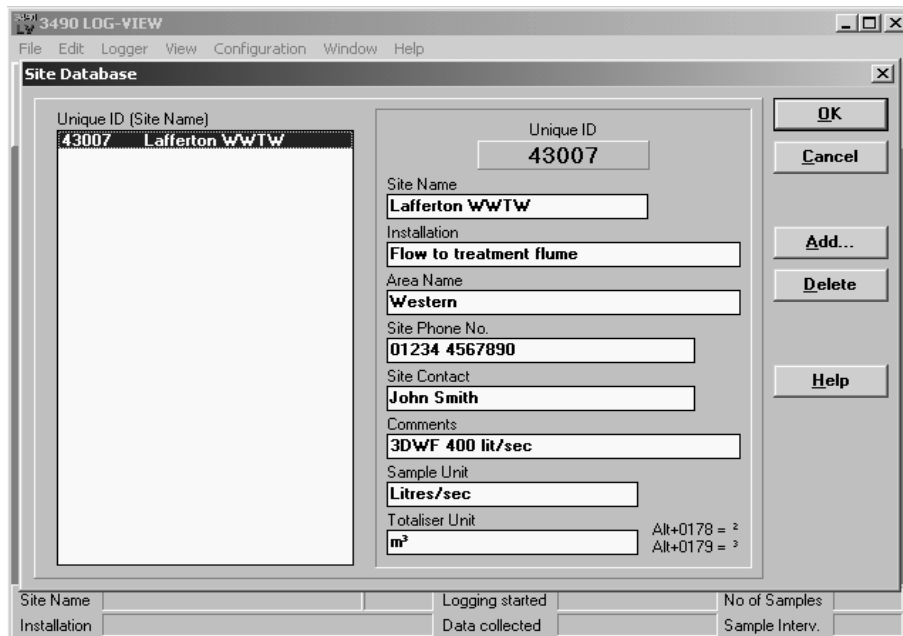 3490 LOG-VIEW
File Edit Logger View Configuration Window Help
Site Database
Unique ID (Site Name)
43007 Lafferton WWTW
Unique ID
43007
Site Name
Lafferton WWTW
Installation
Flow to treatment flume
Area Name
Western
Site Phone No.
01234 4567890
Site Contact
John Smith
Comments
3DWF 400 lit/sec
Sample Unit
Litres/sec
Totaliser Unit
m³
Alt+0178 = ²
Alt+0179 = ³
OK
Cancel
Add...
Delete
Help
Site Name Logging started No of Samples
Installation Data collected Sample Interv.